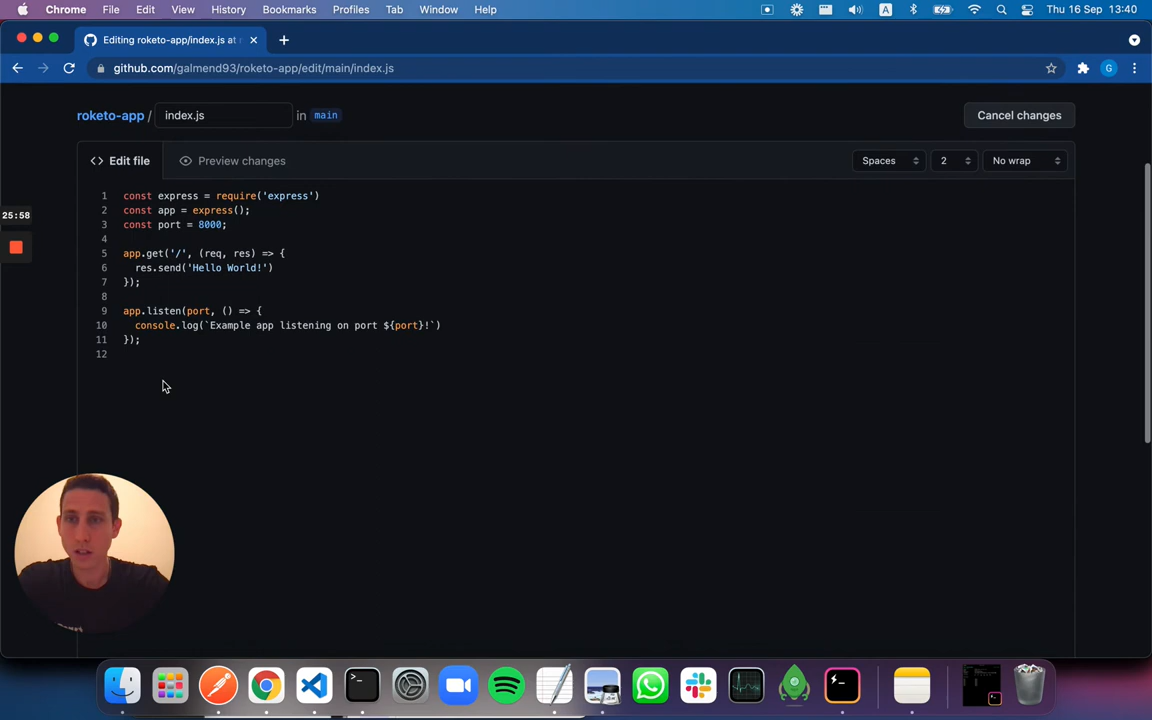 Chrome File Edit View History Bookmarks Profiles Tab Window Help A Thu 16 Sep 13:40
Editing roketo-app/index.js at
github.com/galmend93/roketo-app/edit/main/index.js G
roketo-app / index.js in main Cancel changes
<> Edit file Preview changes Spaces 2 No wrap
25:58
1 const express = require('express')
2 const app = express();
3 const port = 8000;
4
5 app.get('/', (req, res) => {
6 res.send('Hello World!')
7 });
8
9 app.listen(port, () => {
10 console.log(`Example app listening on port ${port}!`)
11 });
12